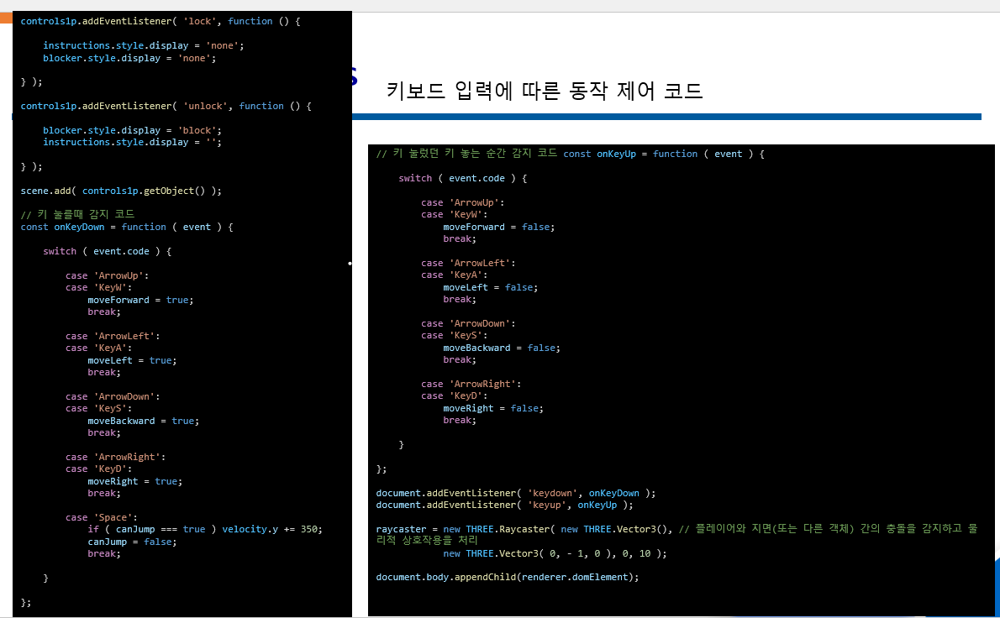 s
키보드 입력에 따른 동작 제어 코드
controls1p.addEventListener( 'lock', function () {
instructions.style.display = 'none';
blocker.style.display = 'none';
} );
controls1p.addEventListener( 'unlock', function () {
blocker.style.display = 'block';
instructions.style.display = '';
} );
scene.add( controls1p.getObject() );
// 키 눌를때 감지 코드
const onKeyDown = function ( event ) {
switch ( event.code ) {
case 'ArrowUp':
case 'KeyW':
moveForward = true;
break;
case 'ArrowLeft':
case 'KeyA':
moveLeft = true;
break;
case 'ArrowDown':
case 'KeyS':
moveBackward = true;
break;
case 'ArrowRight':
case 'KeyD':
moveRight = true;
break;
case 'Space':
if ( canJump === true ) velocity.y += 350;
canJump = false;
break;
}
};
// 키 눌렀던 키 놓는 순간 감지 코드 const onKeyUp = function ( event ) {
switch ( event.code ) {
case 'ArrowUp':
case 'KeyW':
moveForward = false;
break;
case 'ArrowLeft':
case 'KeyA':
moveLeft = false;
break;
case 'ArrowDown':
case 'KeyS':
moveBackward = false;
break;
case 'ArrowRight':
case 'KeyD':
moveRight = false;
break;
}
};
document.addEventListener( 'keydown', onKeyDown );
document.addEventListener( 'keyup', onKeyUp );
raycaster = new THREE.Raycaster( new THREE.Vector3(), // 플레이어와 지면(또는 다른 객체) 간의 충돌을 감지하고 물
리적 상호작용을 처리
new THREE.Vector3( 0, - 1, 0 ), 0, 10 );
document.body.appendChild(renderer.domElement);